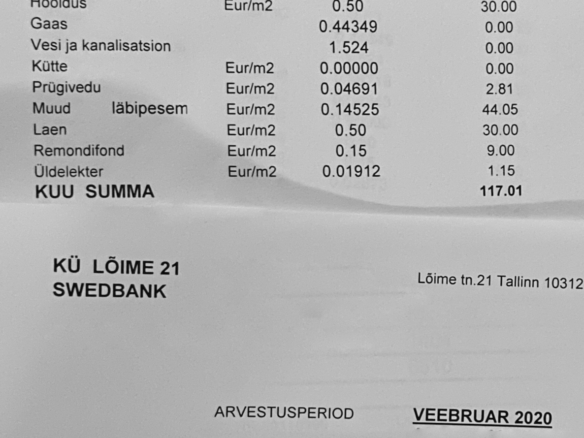 Hooldus Eur/m2 0.50 30.00
Gaas 0.44349 0.00
Vesi ja kanalisatsion 1.524 0.00
Kütte Eur/m2 0.00000 0.00
Prügivedu Eur/m2 0.04691 2.81
Muud läbipesem Eur/m2 0.14525 44.05
Laen Eur/m2 0.50 30.00
Remondifond Eur/m2 0.15 9.00
Üldelekter Eur/m2 0.01912 1.15
KUU SUMMA 117.01
KÜ LÕIME 21
SWEDBANK
Lõime tn.21 Tallinn 10312
ARVESTUSPERIOD VEEBRUAR 2020